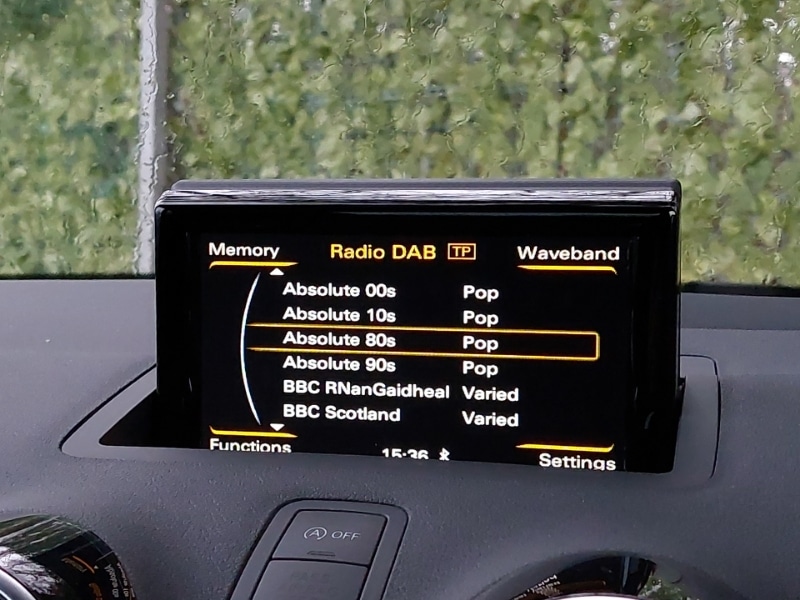 Memory Radio DAB TP Waveband
Absolute 00s Pop
Absolute 10s Pop
Absolute 80s Pop
Absolute 90s Pop
BBC RNanGaidheal Varied
BBC Scotland Varied
Functions 15:36 Settings
A OFF